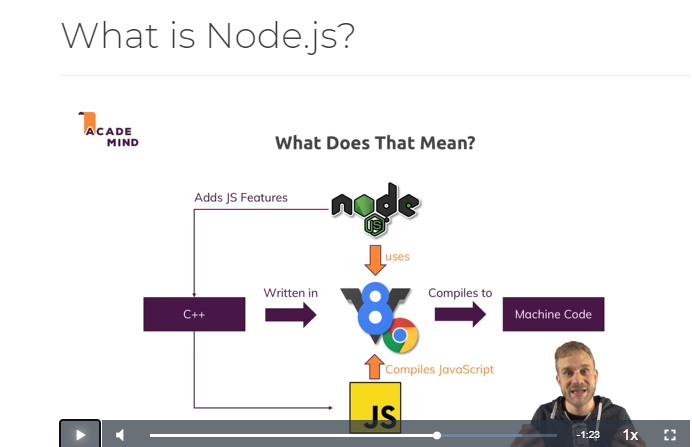 What is Node.js?
ACADE
MIND
What Does That Mean?
Adds JS Features
node
JS
uses
Written in
Compiles to
C++
V8
Machine Code
Compiles JavaScript
JS
-1:23
1x